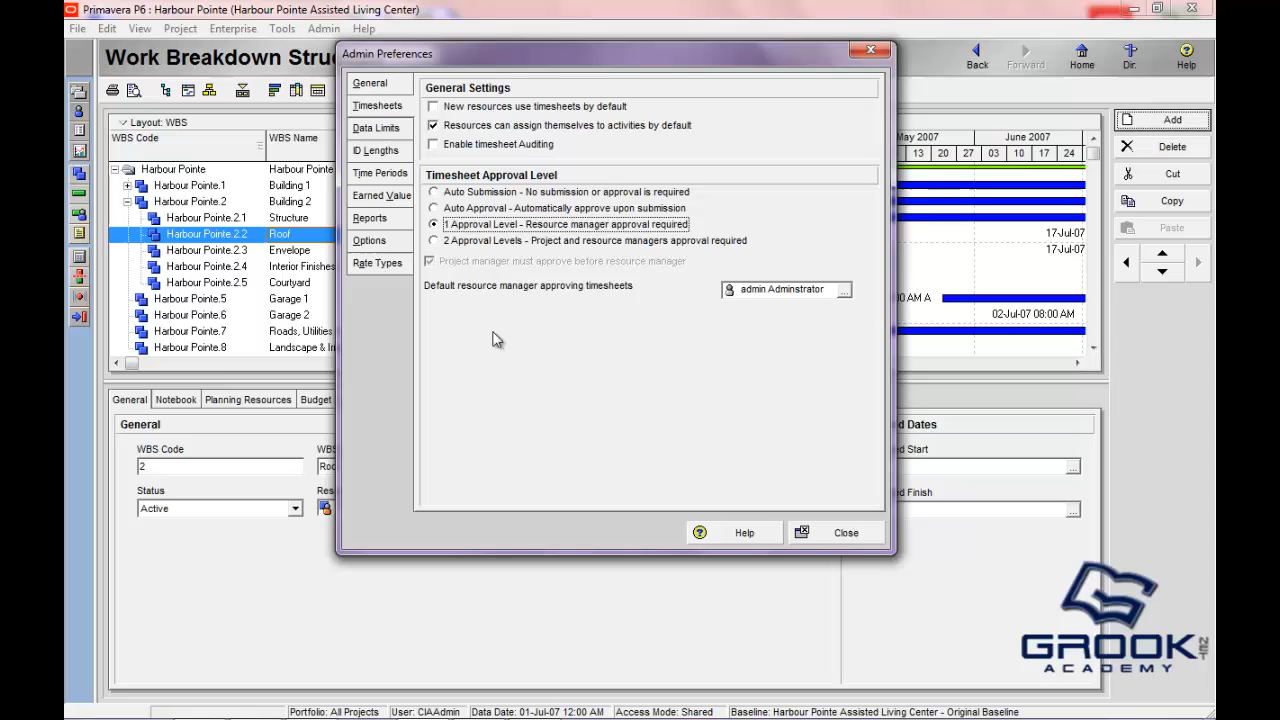 Primavera P6 : Harbour Pointe (Harbour Pointe Assisted Living Center)
File Edit View Project Enterprise Tools Admin Help
Work Breakdown Stru
Back Forward Home Dir. Help
Admin Preferences
General
Timesheets
Data Limits
ID Lengths
Time Periods
Earned Value
Reports
Options
Rate Types
General Settings
New resources use timesheets by default
Resources can assign themselves to activities by default
Enable timesheet Auditing
Timesheet Approval Level
Auto Submission - No submission or approval is required
Auto Approval - Automatically approve upon submission
1 Approval Level - Resource manager approval required
2 Approval Levels - Project and resource managers approval required
Project manager must approve before resource manager
Default resource manager approving timesheets
admin Adminstrator ...
Help Close
Layout: WBS
WBS Code WBS Name
Harbour Pointe Harbour Pointe
Harbour Pointe.1 Building 1
Harbour Pointe.2 Building 2
Harbour Pointe.2.1 Structure
Harbour Pointe.2.2 Roof
Harbour Pointe.2.3 Envelope
Harbour Pointe.2.4 Interior Finishes
Harbour Pointe.2.5 Courtyard
Harbour Pointe.5 Garage 1
Harbour Pointe.6 Garage 2
Harbour Pointe.7 Roads, Utilities
Harbour Pointe.8 Landscape & In
May 2007 June 2007
13 20 27 03 10 17 24
17-Jul-07
17-Jul-07
00 AM A
02-Jul-07 08:00 AM
Add
Delete
Cut
Copy
Paste
General Notebook Planning Resources Budget
General
WBS Code WBS
2 Roo
Status Res
Active
d Dates
d Start
...
d Finish
...
GROOK
ACADEMY
Portfolio: All Projects User: CIAAdmin Data Date: 01-Jul-07 12:00 AM Access Mode: Shared Baseline: Harbour Pointe Assisted Living Center - Original Baseline